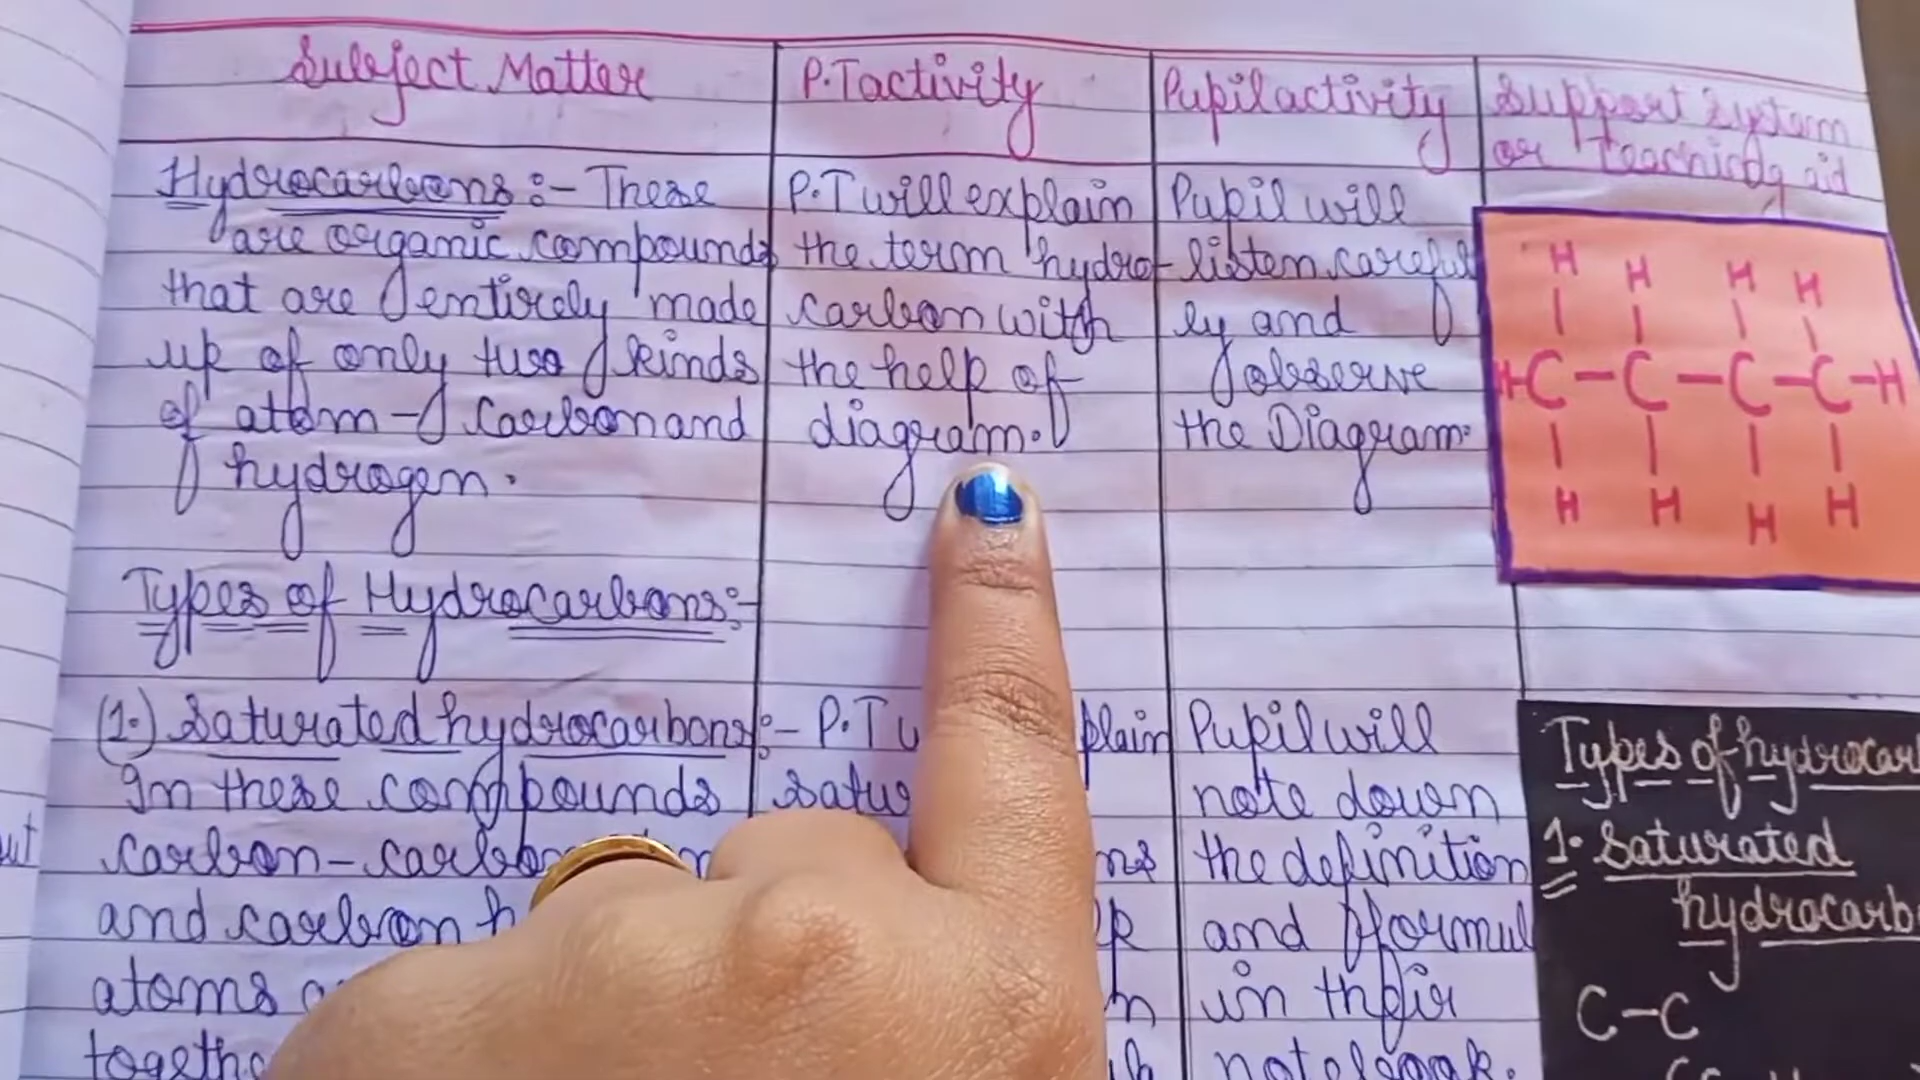 Subject Matter
P.T activity
Pupil activity
Support System
or Teaching aid
Hydrocarbons :- These
are organic compounds
that are entirely made
up of only two kinds
of atom - Carbon and
hydrogen.
P.T will explain
the term hydro-
carbon with
the help of
diagram.
Pupil will
listen careful
ly and
observe
the Diagram.
H H H H
H-C-C-C-C-H
H H H H
Types of Hydrocarbons:-
(1.) Saturated hydrocarbons:-
In these compounds
carbon-carbon
and carbon
atoms
P.T
plain
Pupil will
note down
the definition
and formul
in their
notebook.
Types of hydrocar
1. Saturated
hydrocarb
C-C